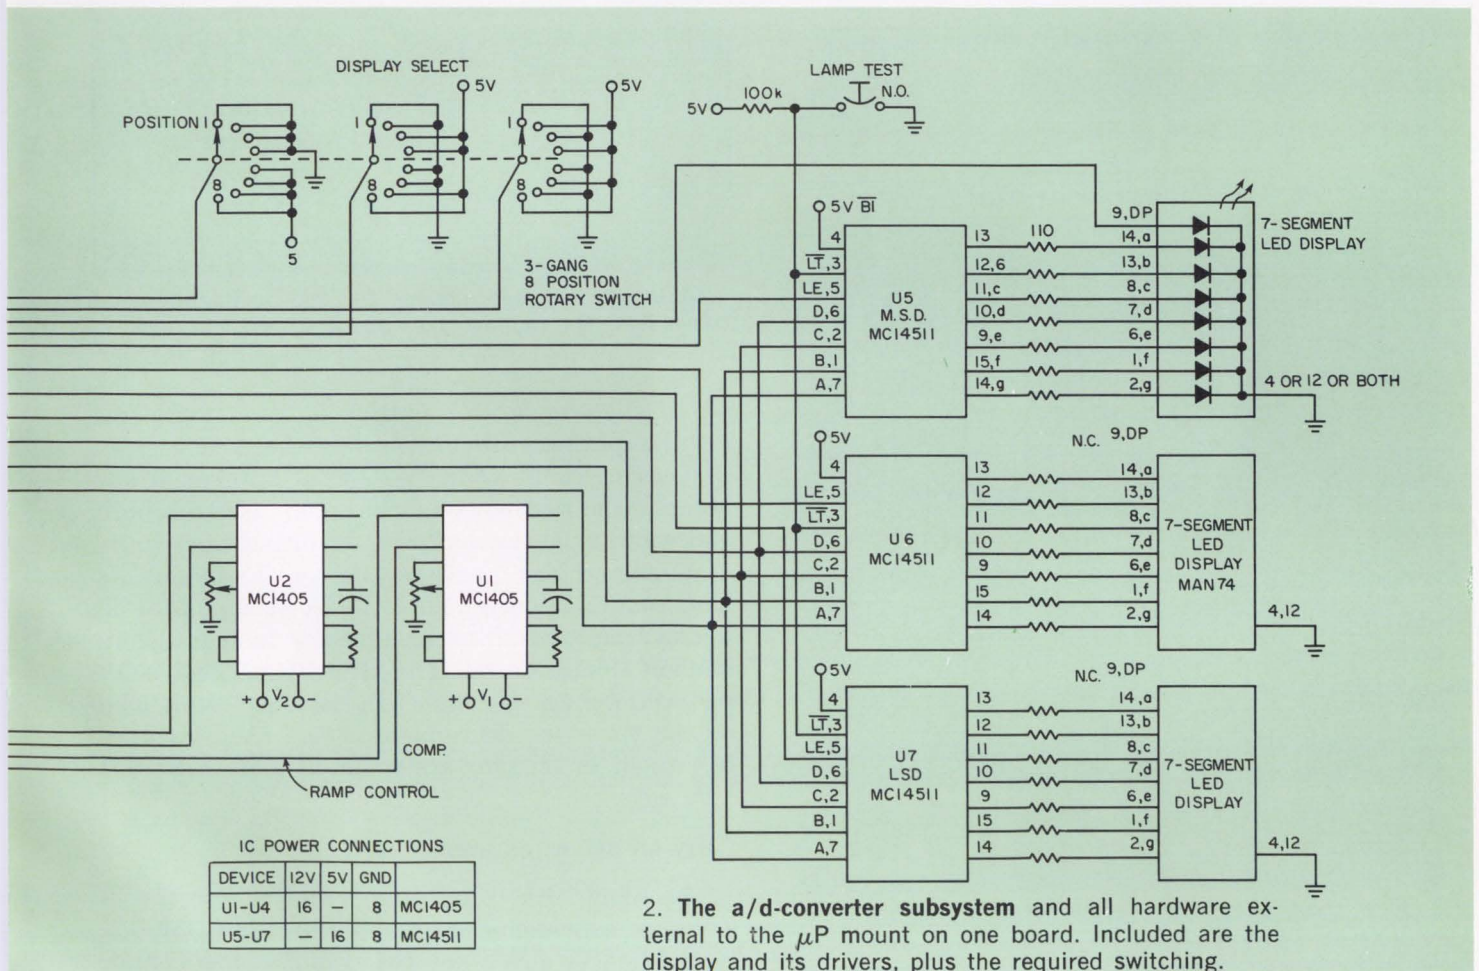 DISPLAY SELECT
5V
5V
POSITION 1
1
1
8
8
8
5
3-GANG
8 POSITION
ROTARY SWITCH
LAMP TEST
5V
100k
N.O.
5V B̅I̅
4
L̅T̅,3
LE,5
D,6
C,2
B,1
A,7
U5
M.S.D.
MC14511
13
12,6
11,c
10,d
9,e
15,f
14,g
110
9,DP
14,a
13,b
8,c
7,d
6,e
1,f
2,g
7-SEGMENT
LED DISPLAY
4 OR 12 OR BOTH
5V
4
LE,5
L̅T̅,3
D,6
C,2
B,1
A,7
U6
MC14511
13
12
11
10
9
15
14
N.C. 9,DP
14,a
13,b
8,c
7,d
6,e
1,f
2,g
7-SEGMENT
LED
DISPLAY
MAN 74
4,12
5V
4
L̅T̅,3
LE,5
D,6
C,2
B,1
A,7
U7
LSD
MC14511
13
12
11
10
9
15
14
N.C. 9,DP
14,a
13,b
8,c
7,d
6,e
1,f
2,g
7-SEGMENT
LED
DISPLAY
4,12
U2
MC1405
+ V2 -
U1
MC1405
+ V1 -
COMP.
RAMP CONTROL
IC POWER CONNECTIONS
DEVICE 12V 5V GND
U1-U4 16 - 8 MC1405
U5-U7 - 16 8 MC14511
2. The a/d-converter subsystem and all hardware ex-
ternal to the μP mount on one board. Included are the
display and its drivers, plus the required switching.